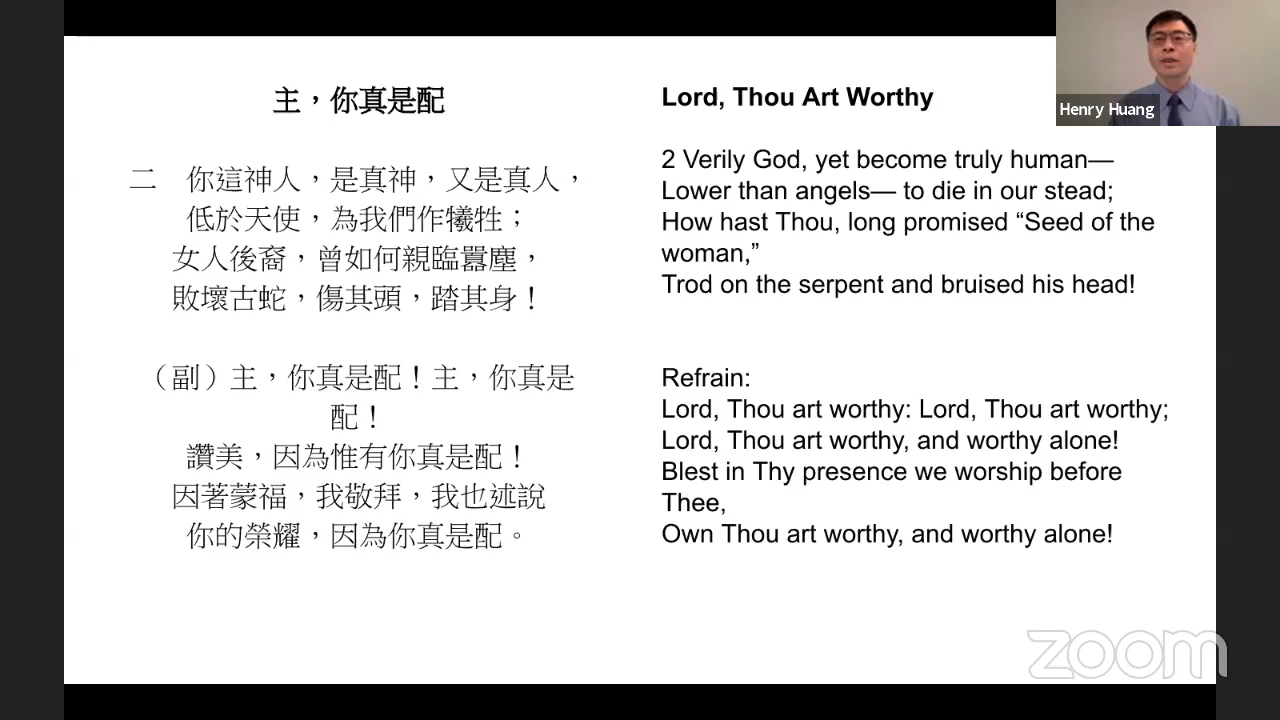 主，你真是配
二　你這神人，是真神，又是真人，
低於天使，為我們作犧牲；
女人後裔，曾如何親臨囂塵，
敗壞古蛇，傷其頭，踏其身！
（副）主，你真是配！主，你真是
配！
讚美，因為惟有你真是配！
因著蒙福，我敬拜，我也述說
你的榮耀，因為你真是配。
Lord, Thou Art Worthy
2 Verily God, yet become truly human—
Lower than angels— to die in our stead;
How hast Thou, long promised “Seed of the
woman,”
Trod on the serpent and bruised his head!
Refrain:
Lord, Thou art worthy: Lord, Thou art worthy;
Lord, Thou art worthy, and worthy alone!
Blest in Thy presence we worship before
Thee,
Own Thou art worthy, and worthy alone!
Henry Huang
zoom